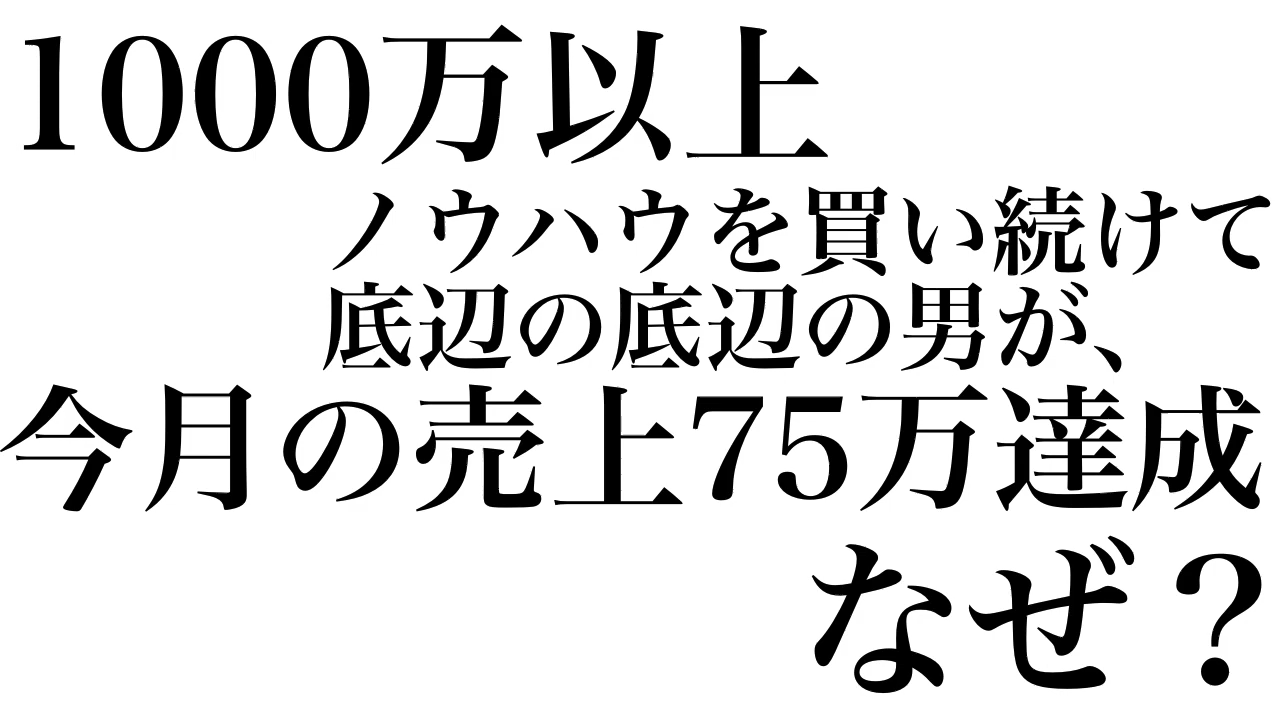 1000万以上
ノウハウを買い続けて
底辺の底辺の男が、
今月の売上75万達成
なぜ？